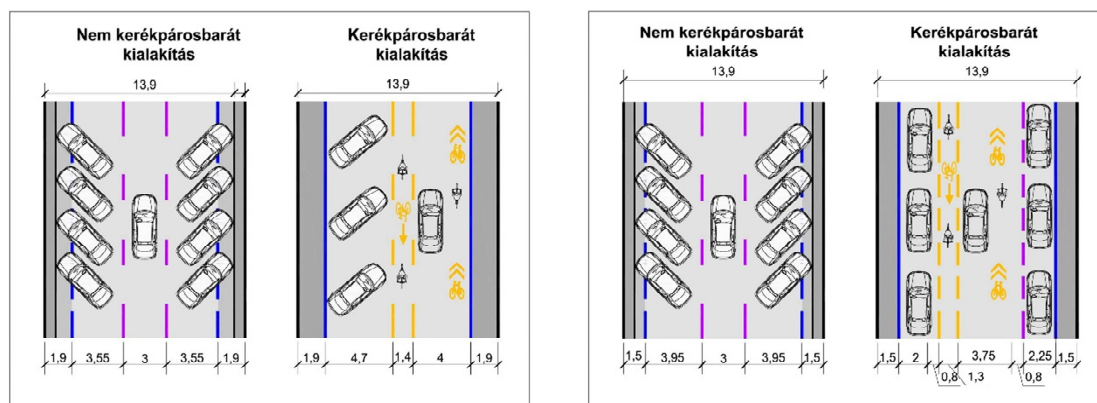 Nem kerékpárosbarát
kialakítás
13,9
1,9 3,55 3 3,55 1,9
Kerékpárosbarát
kialakítás
13,9
1,9 4,7 1,4 4 1,9
Nem kerékpárosbarát
kialakítás
13,9
1,5 3,95 3 3,95 1,5
Kerékpárosbarát
kialakítás
13,9
1,5 2 3,75 2,25 1,5
0,8 1,3 0,8